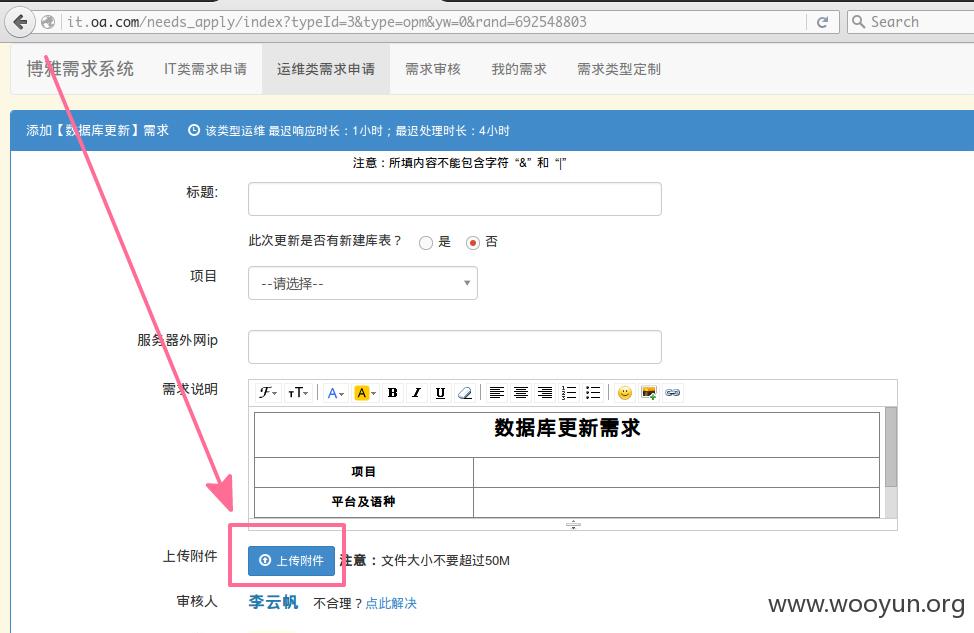 it.oa.com/needs_apply/index?typeId=3&type=opm&yw=0&rand=692548803
Search
博雅需求系统 IT类需求申请 运维类需求申请 需求审核 我的需求 需求类型定制
添加【数据库更新】需求 该类型运维 最迟响应时长：1小时；最迟处理时长：4小时
注意：所填内容不能包含字符 “&” 和 “|”
标题:
此次更新是否有新建库表？ 是 否
项目 --请选择--
服务器外网ip
需求说明
数据库更新需求
项目
平台及语种
上传附件 上传附件 注意：文件大小不要超过50M
审核人 李云帆 不合理？点此解决
www.wooyun.org